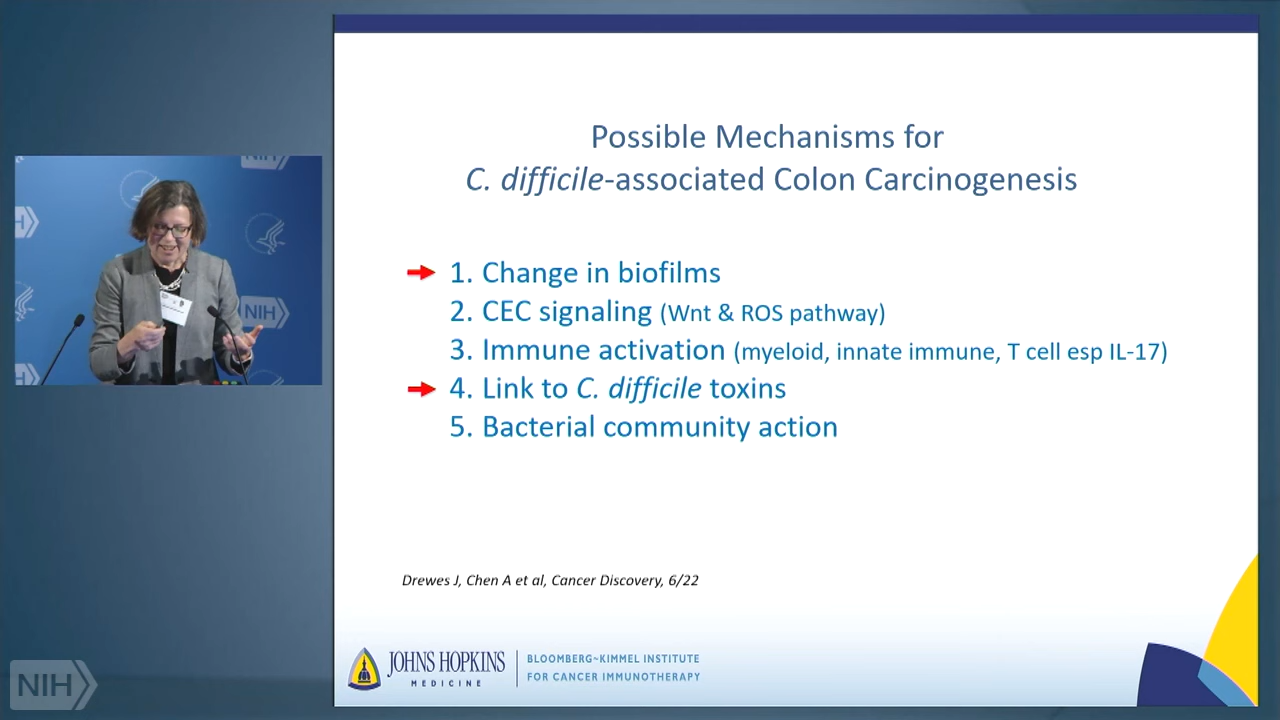 Possible Mechanisms for
C. difficile-associated Colon Carcinogenesis
1. Change in biofilms
2. CEC signaling (Wnt & ROS pathway)
3. Immune activation (myeloid, innate immune, T cell esp IL-17)
4. Link to C. difficile toxins
5. Bacterial community action
Drewes J, Chen A et al, Cancer Discovery, 6/22
JOHNS HOPKINS
MEDICINE
BLOOMBERG~KIMMEL INSTITUTE
FOR CANCER IMMUNOTHERAPY
NIH
NIH
NIH